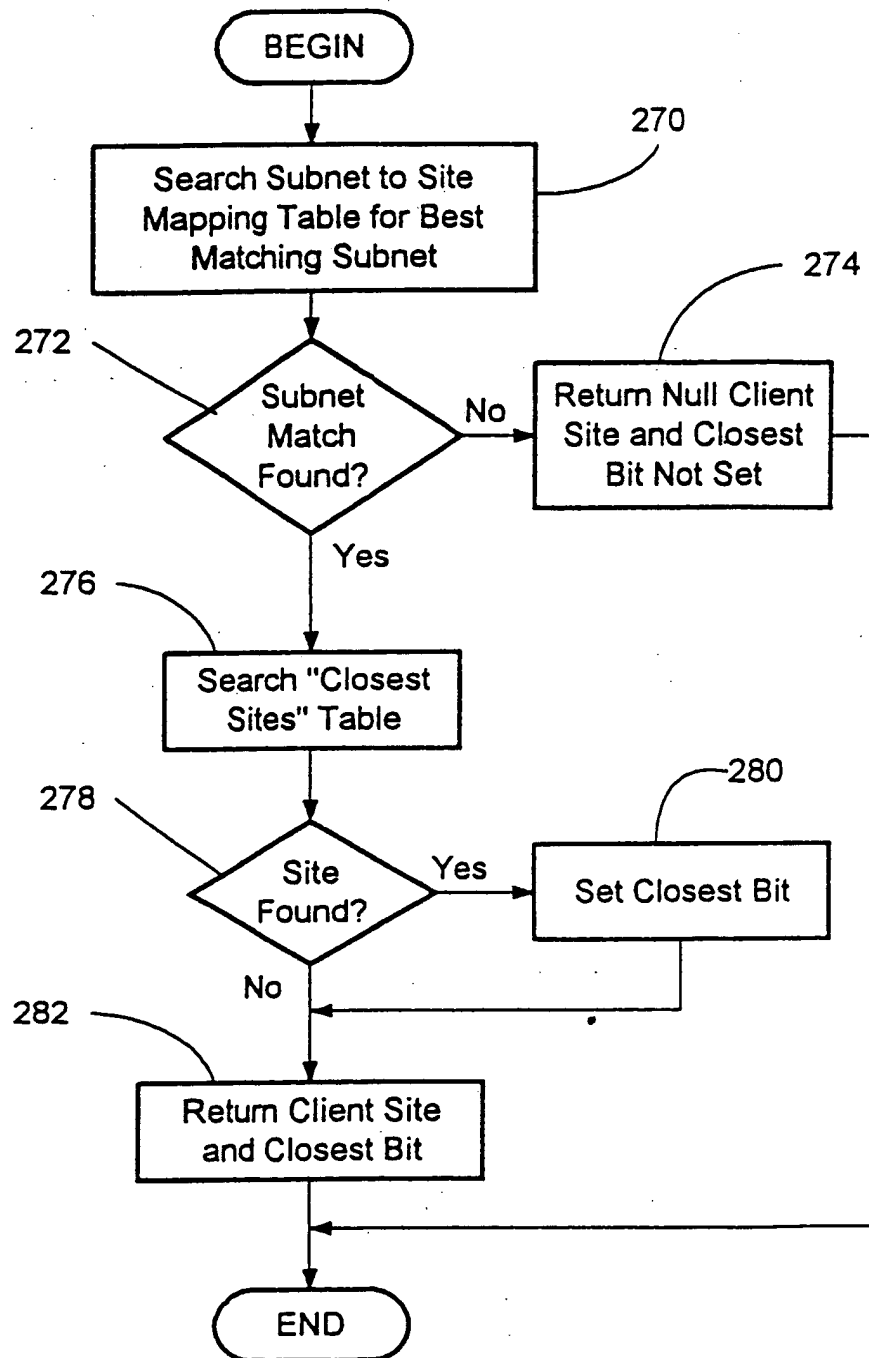 BEGIN
270
Search Subnet to Site
Mapping Table for Best
Matching Subnet
274
272
Subnet
Match
Found?
No
Return Null Client
Site and Closest
Bit Not Set
Yes
276
Search "Closest
Sites" Table
280
278
Site
Found?
Yes
Set Closest Bit
No
282
Return Client Site
and Closest Bit
END